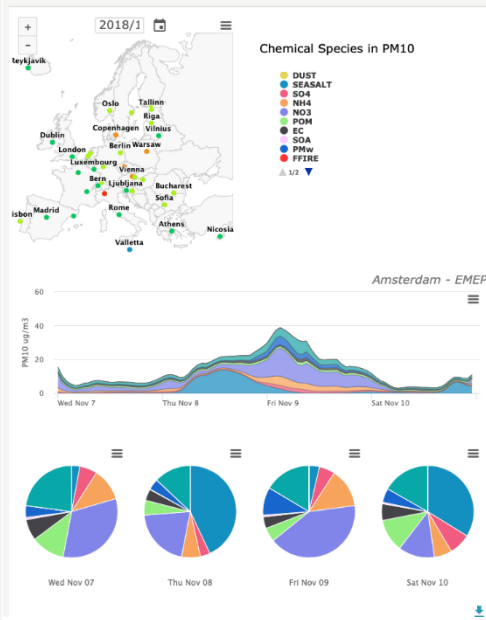 +
2018/1
-
Reykjavik
Oslo
Tallinn
Riga
Copenhagen
Vilnius
Dublin
Berlin Warsaw
London
Luxembourg
Vienna
Bern
Ljubljana
Bucharest
Sofia
isbon Madrid
Rome
Athens
Nicosia
Valletta
Chemical Species in PM10
DUST
SEASALT
SO4
NH4
NO3
POM
EC
SOA
PMw
FFIRE
1/2
Amsterdam - EMEP
PM10 ug/m3
60
40
20
0
Wed Nov 7
Thu Nov 8
Fri Nov 9
Sat Nov 10
Wed Nov 07
Thu Nov 08
Fri Nov 09
Sat Nov 10